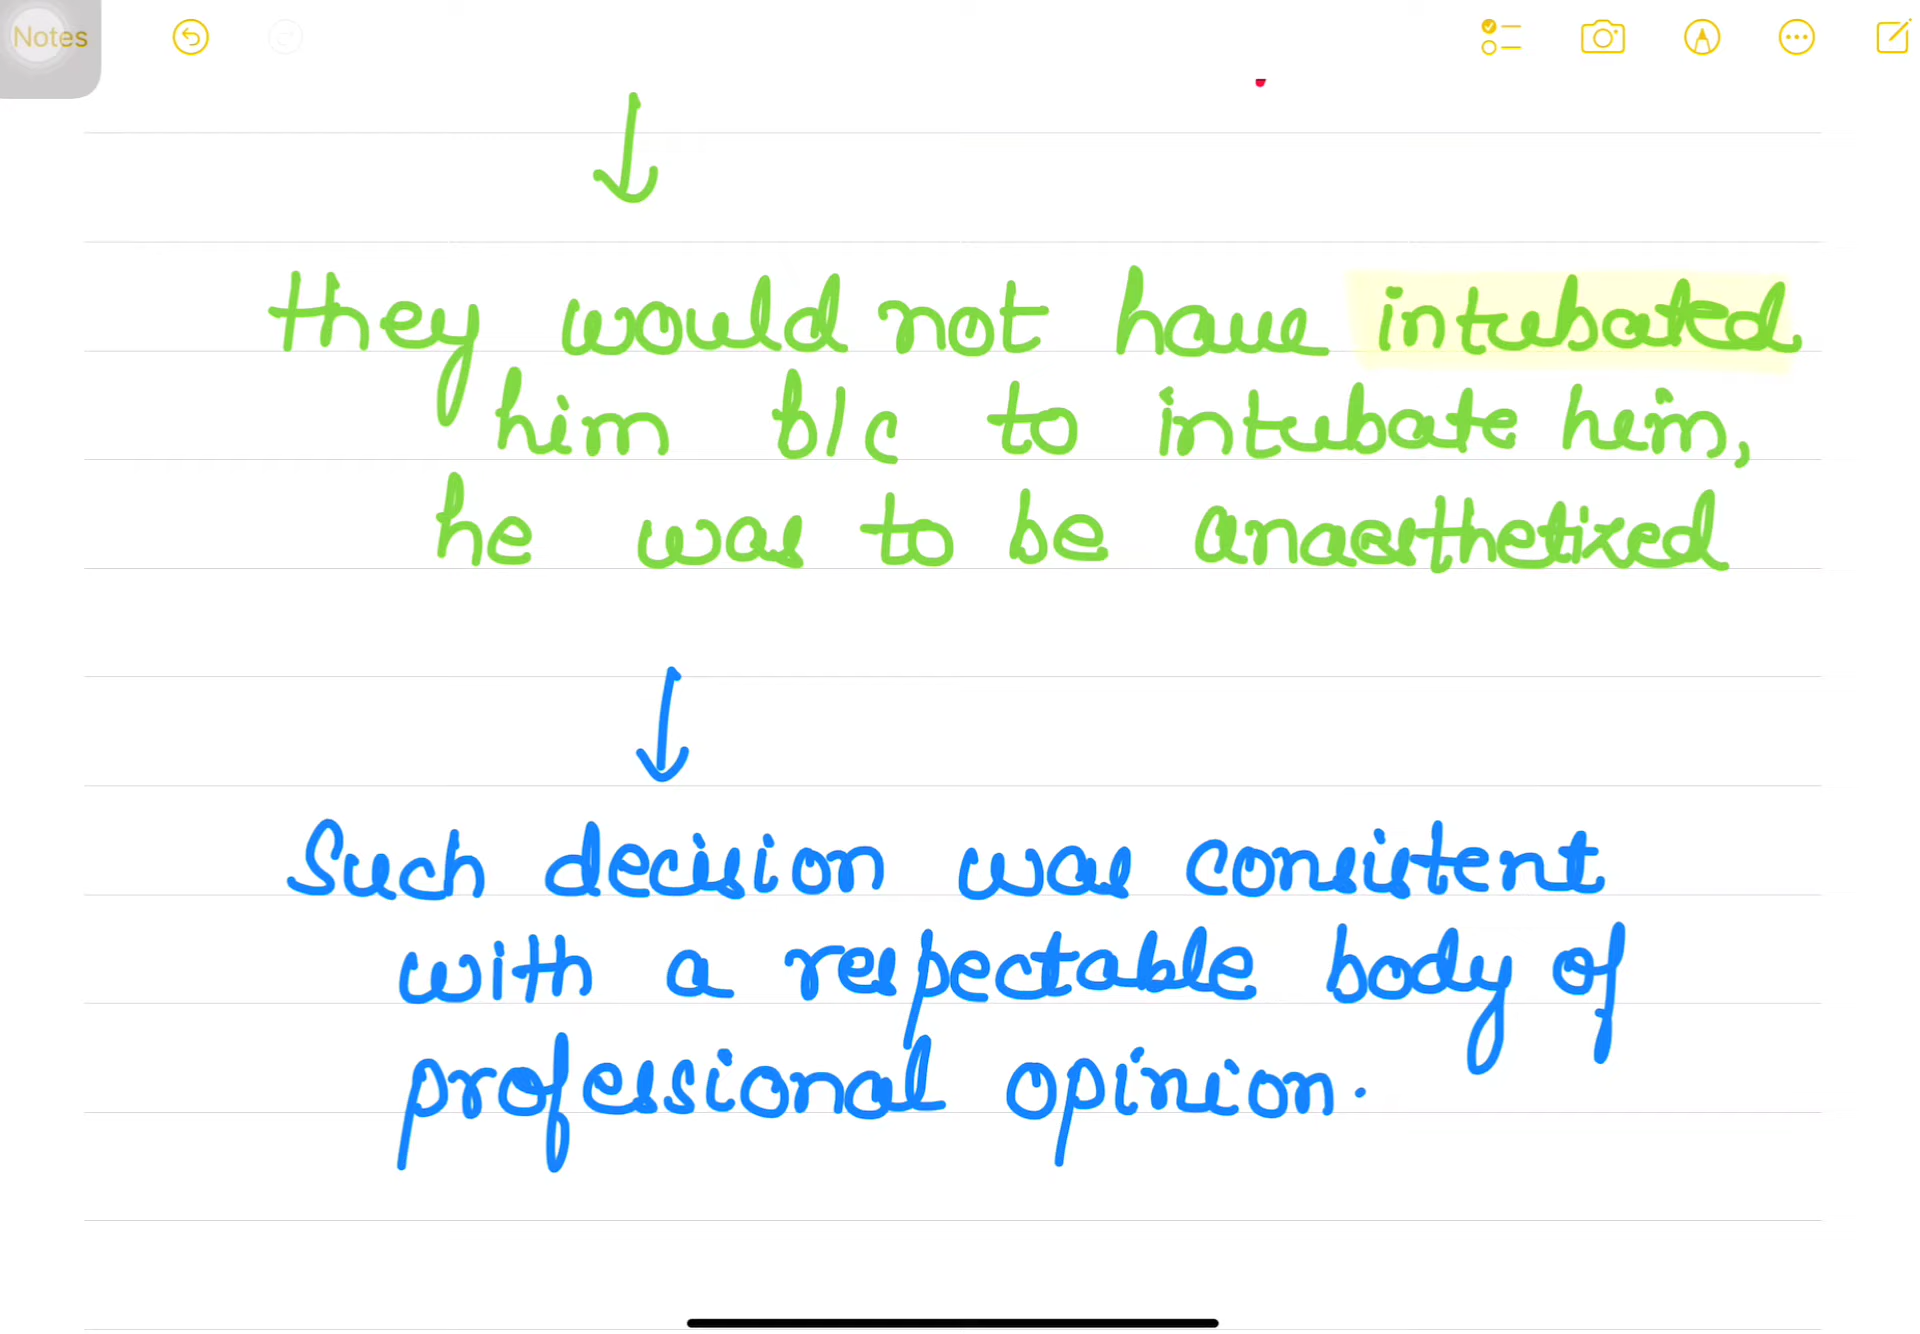 Notes
they would not have intubated
him b/c to intubate him,
he was to be anaesthetized
Such decision was consistent
with a respectable body of
professional opinion.